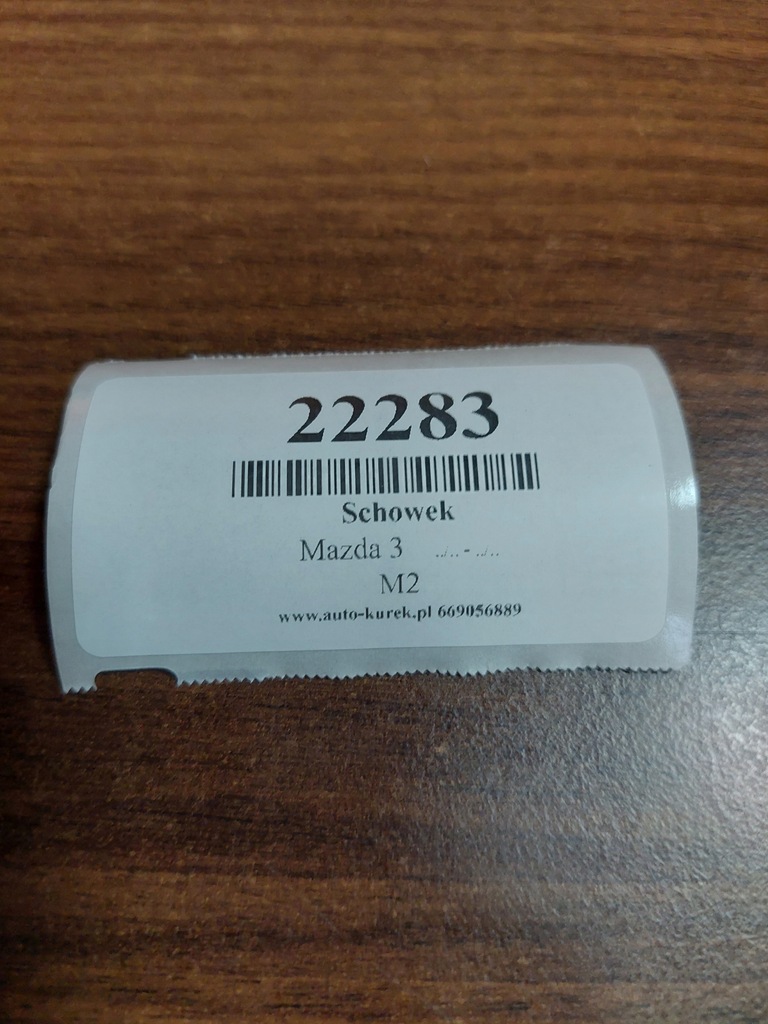 22283
Schowek
Mazda 3 ../.. - ../..
M2
www.auto-kurek.pl 669056889